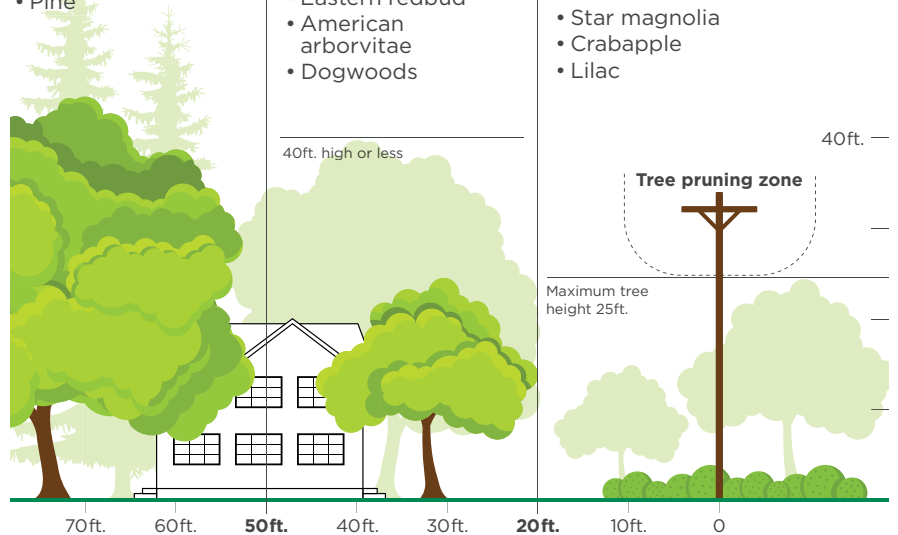 • Pine
Eastern redbud
• American
arborvitae
• Dogwoods
• Star magnolia
• Crabapple
• Lilac
40ft. high or less
40ft.
Tree pruning zone
Maximum tree
height 25ft.
70ft. 60ft. 50ft. 40ft. 30ft. 20ft. 10ft. 0